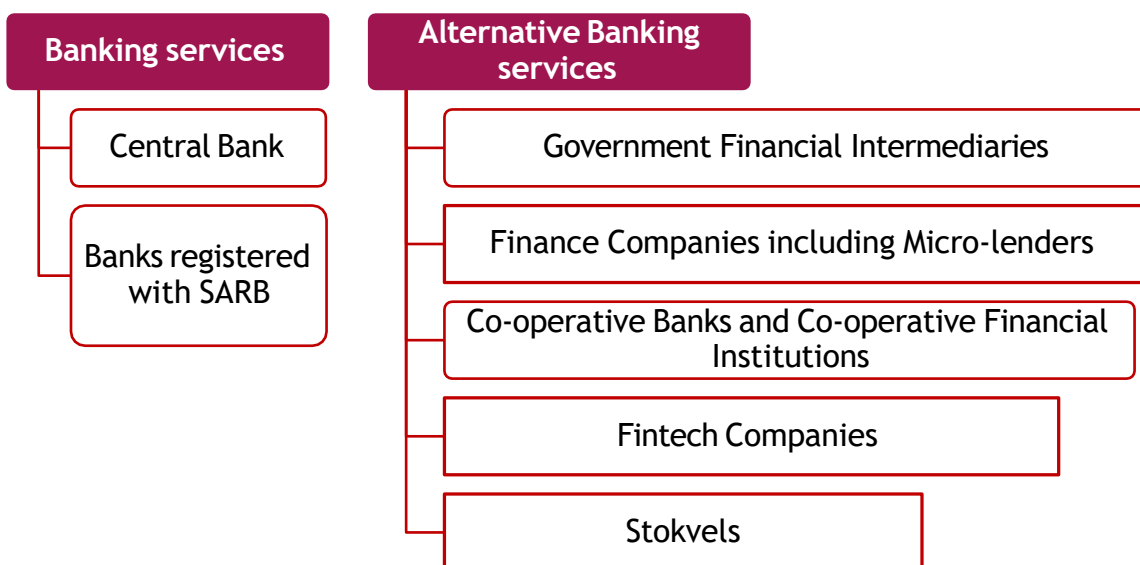 Banking services
Central Bank
Banks registered
with SARB
Alternative Banking
services
Government Financial Intermediaries
Finance Companies including Micro-lenders
Co-operative Banks and Co-operative Financial
Institutions
Fintech Companies
Stokvels